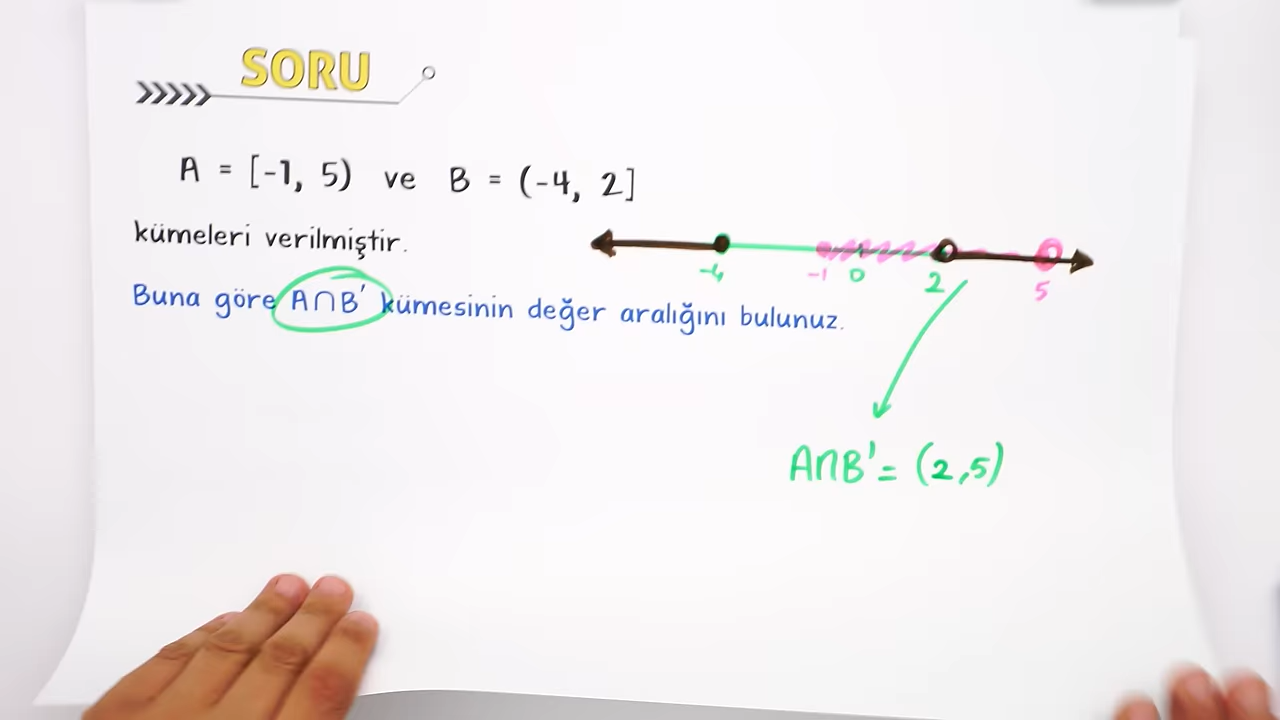 SORU
A = [-1, 5) ve B = (-4, 2]
kümeleri verilmiştir.
-4 -1 0 2 5
Buna göre A∩B' kümesinin değer aralığını bulunuz.
A∩B' = (2,5)